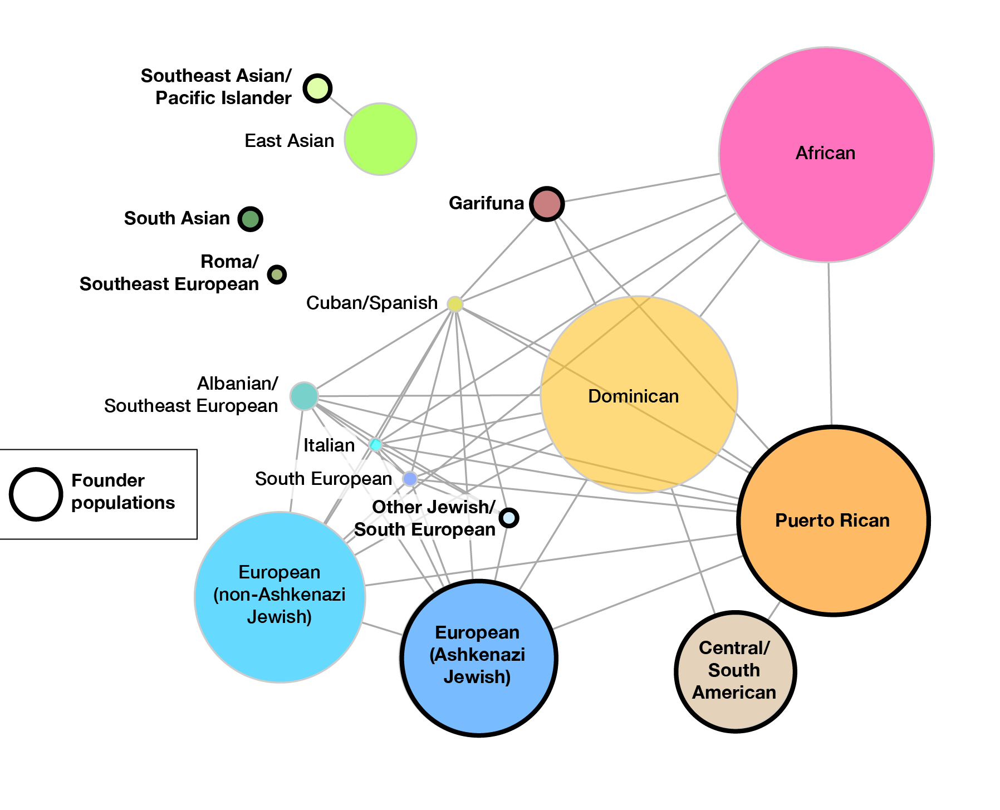 Southeast Asian/
Pacific Islander
East Asian
African
Garifuna
South Asian
Roma/
Southeast European
Cuban/Spanish
Albanian/
Southeast European
Dominican
Italian
South European
Founder
populations
Other Jewish/
South European
Puerto Rican
European
(non-Ashkenazi
Jewish)
European
(Ashkenazi
Jewish)
Central/
South
American